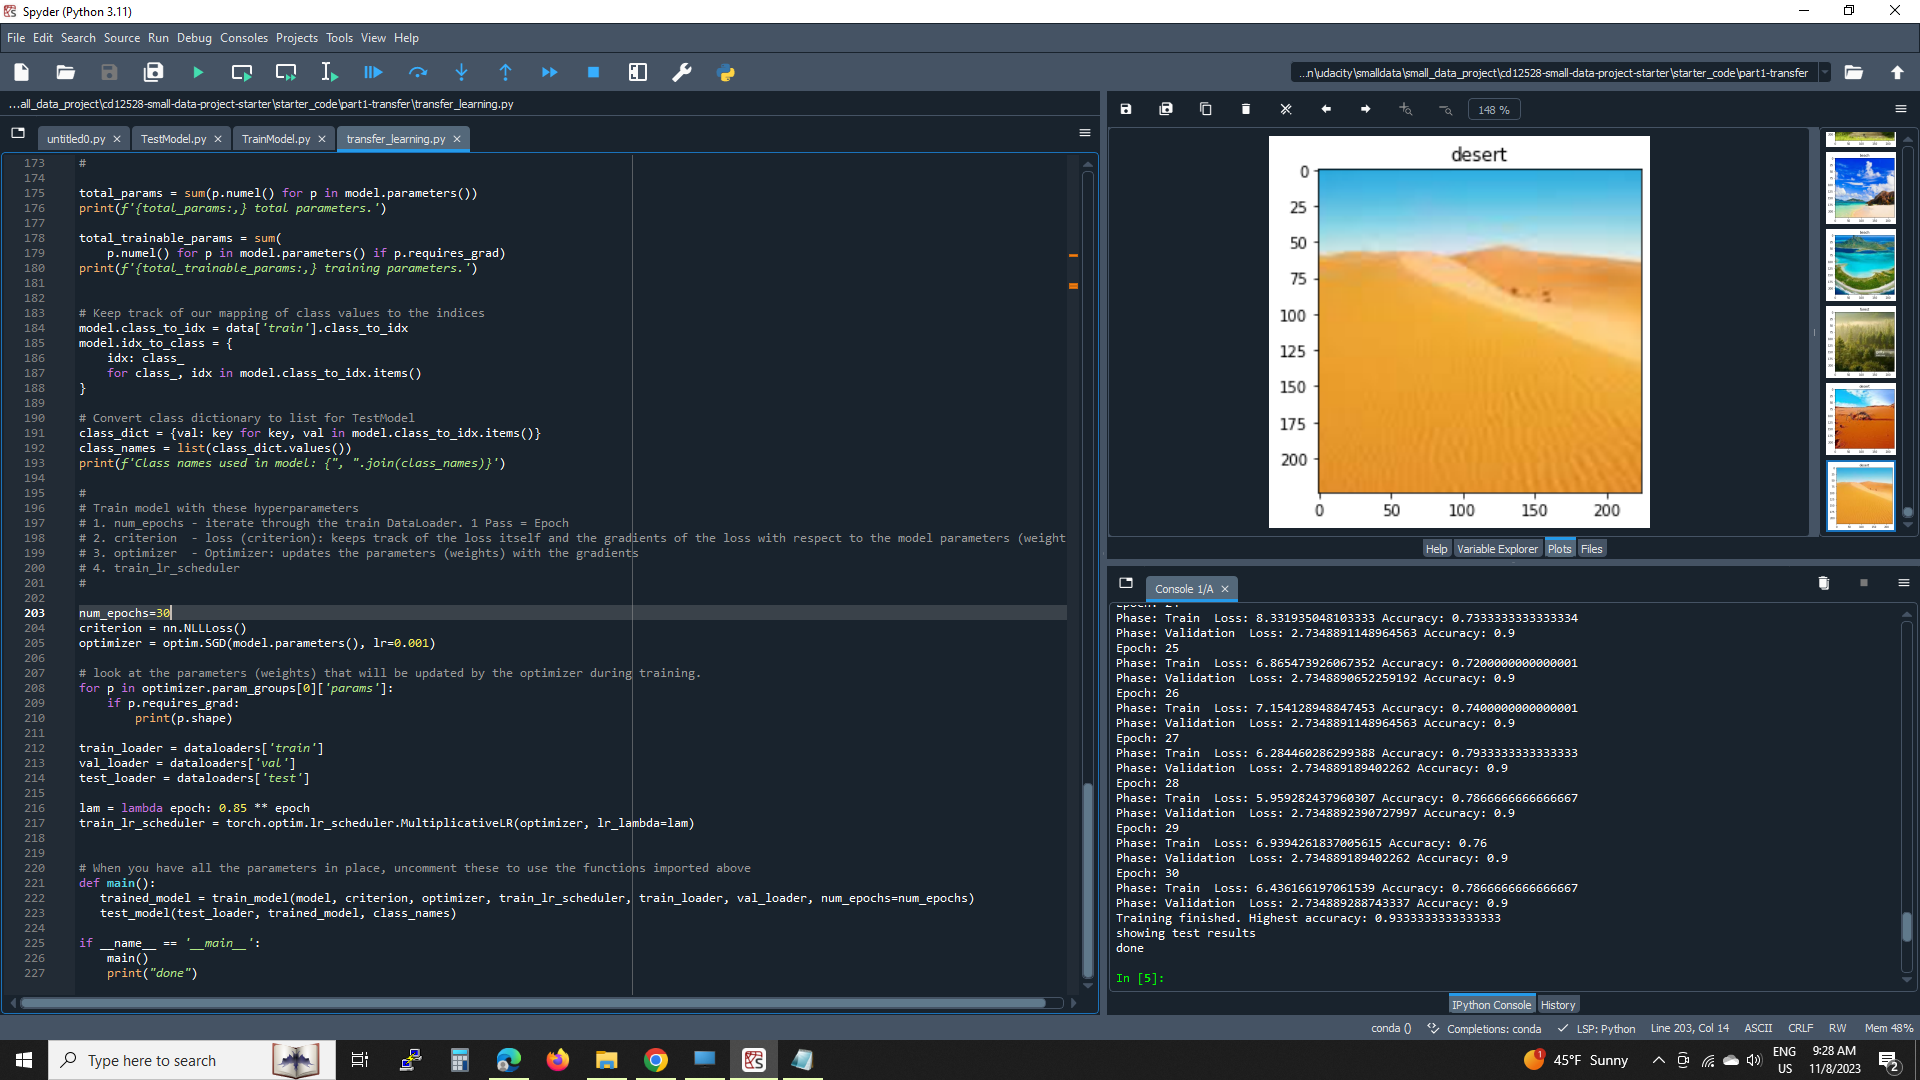 Spyder (Python 3.11)
File Edit Search Source Run Debug Consoles Projects Tools View Help
...n\udacity\smalldata\small_data_project\cd12528-small-data-project-starter\starter_code\part1-transfer
...all_data_project\cd12528-small-data-project-starter\starter_code\part1-transfer\transfer_learning.py
untitled0.py TestModel.py TrainModel.py transfer_learning.py
173 #
174
175 total_params = sum(p.numel() for p in model.parameters())
176 print(f'{total_params:,} total parameters.')
177
178 total_trainable_params = sum(
179     p.numel() for p in model.parameters() if p.requires_grad)
180 print(f'{total_trainable_params:,} training parameters.')
181
182
183 # Keep track of our mapping of class values to the indices
184 model.class_to_idx = data['train'].class_to_idx
185 model.idx_to_class = {
186     idx: class_
187     for class_, idx in model.class_to_idx.items()
188 }
189
190 # Convert class dictionary to list for TestModel
191 class_dict = {val: key for key, val in model.class_to_idx.items()}
192 class_names = list(class_dict.values())
193 print(f'Class names used in model: {", ".join(class_names)}')
194
195 #
196 # Train model with these hyperparameters
197 # 1. num_epochs - iterate through the train DataLoader. 1 Pass = Epoch
198 # 2. criterion  - loss (criterion): keeps track of the loss itself and the gradients of the loss with respect to the model parameters (weight
199 # 3. optimizer  - Optimizer: updates the parameters (weights) with the gradients
200 # 4. train_lr_scheduler
201 #
202
203 num_epochs=30
204 criterion = nn.NLLLoss()
205 optimizer = optim.SGD(model.parameters(), lr=0.001)
206
207 # look at the parameters (weights) that will be updated by the optimizer during training.
208 for p in optimizer.param_groups[0]['params']:
209     if p.requires_grad:
210         print(p.shape)
211
212 train_loader = dataloaders['train']
213 val_loader = dataloaders['val']
214 test_loader = dataloaders['test']
215
216 lam = lambda epoch: 0.85 ** epoch
217 train_lr_scheduler = torch.optim.lr_scheduler.MultiplicativeLR(optimizer, lr_lambda=lam)
218
219
220 # When you have all the parameters in place, uncomment these to use the functions imported above
221 def main():
222    trained_model = train_model(model, criterion, optimizer, train_lr_scheduler, train_loader, val_loader, num_epochs=num_epochs)
223    test_model(test_loader, trained_model, class_names)
224
225 if __name__ == '__main__':
226     main()
227     print("done")
148 %
desert
0
25
50
75
100
125
150
175
200
0 50 100 150 200
Help Variable Explorer Plots Files
Console 1/A
Phase: Train  Loss: 8.331935048103333 Accuracy: 0.7333333333333334
Phase: Validation  Loss: 2.7348891148964563 Accuracy: 0.9
Epoch: 25
Phase: Train  Loss: 6.865473926067352 Accuracy: 0.7200000000000001
Phase: Validation  Loss: 2.7348890652259192 Accuracy: 0.9
Epoch: 26
Phase: Train  Loss: 7.154128948847453 Accuracy: 0.7400000000000001
Phase: Validation  Loss: 2.7348891148964563 Accuracy: 0.9
Epoch: 27
Phase: Train  Loss: 6.284460286299388 Accuracy: 0.7933333333333333
Phase: Validation  Loss: 2.734889189402262 Accuracy: 0.9
Epoch: 28
Phase: Train  Loss: 5.959282437960307 Accuracy: 0.7866666666666667
Phase: Validation  Loss: 2.7348892390727997 Accuracy: 0.9
Epoch: 29
Phase: Train  Loss: 6.9394261837005615 Accuracy: 0.76
Phase: Validation  Loss: 2.734889189402262 Accuracy: 0.9
Epoch: 30
Phase: Train  Loss: 6.436166197061539 Accuracy: 0.7866666666666667
Phase: Validation  Loss: 2.734889288743337 Accuracy: 0.9
Training finished. Highest accuracy: 0.9333333333333333
showing test results
done
In [5]:
IPython Console History
conda () Completions: conda LSP: Python Line 203, Col 14 ASCII CRLF RW Mem 48%
Type here to search
1 45°F Sunny
ENG
US
9:28 AM
11/8/2023
2